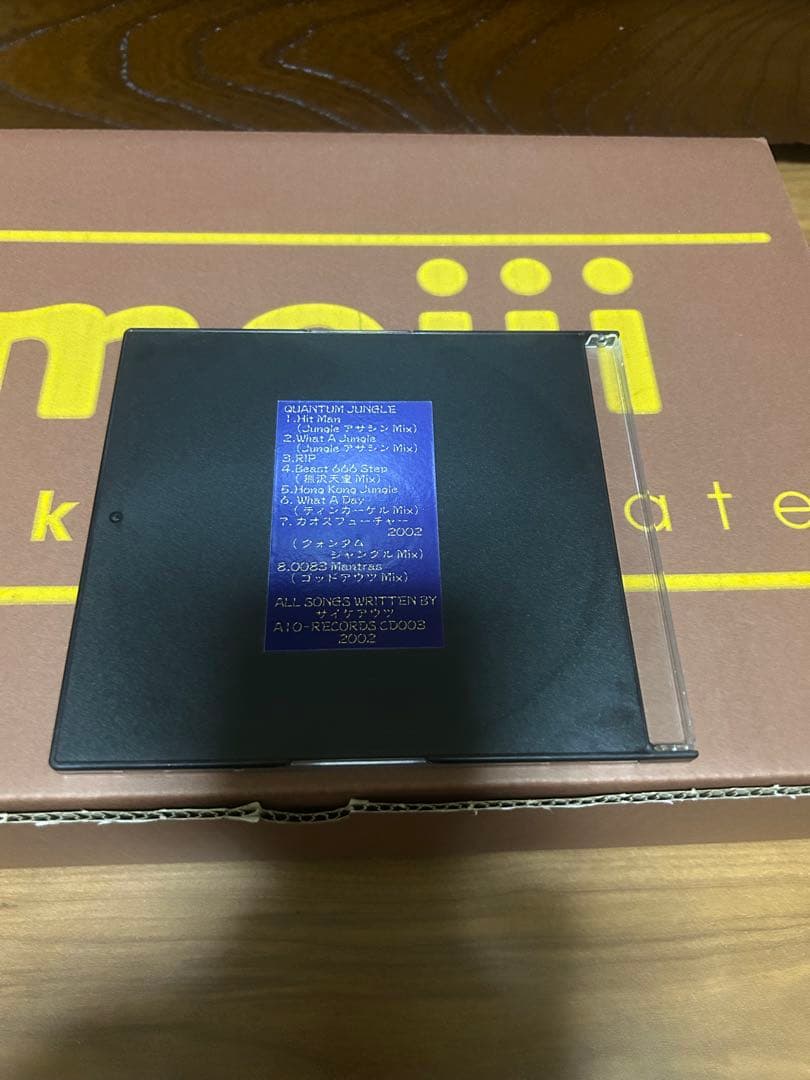 meiji
k
ate
QUANTUM JUNGLE
1.Hit Man
(Jungle アサシン Mix)
2.What A Jungle
(Jungle アサシン Mix)
3.RIP
4.Beast 666 Step
(熊沢天皇 Mix)
5.Hong Kong Jungle
6. What A Day
(ティンカーケル Mix)
7.カオスフューチャー
2002
(クォンタム
ジャングル Mix)
8.0083 Mantras
(ゴッドアウツ Mix)
ALL SONGS WRITTEN BY
サイケアウツ
A10-RECORDS CD003
2002